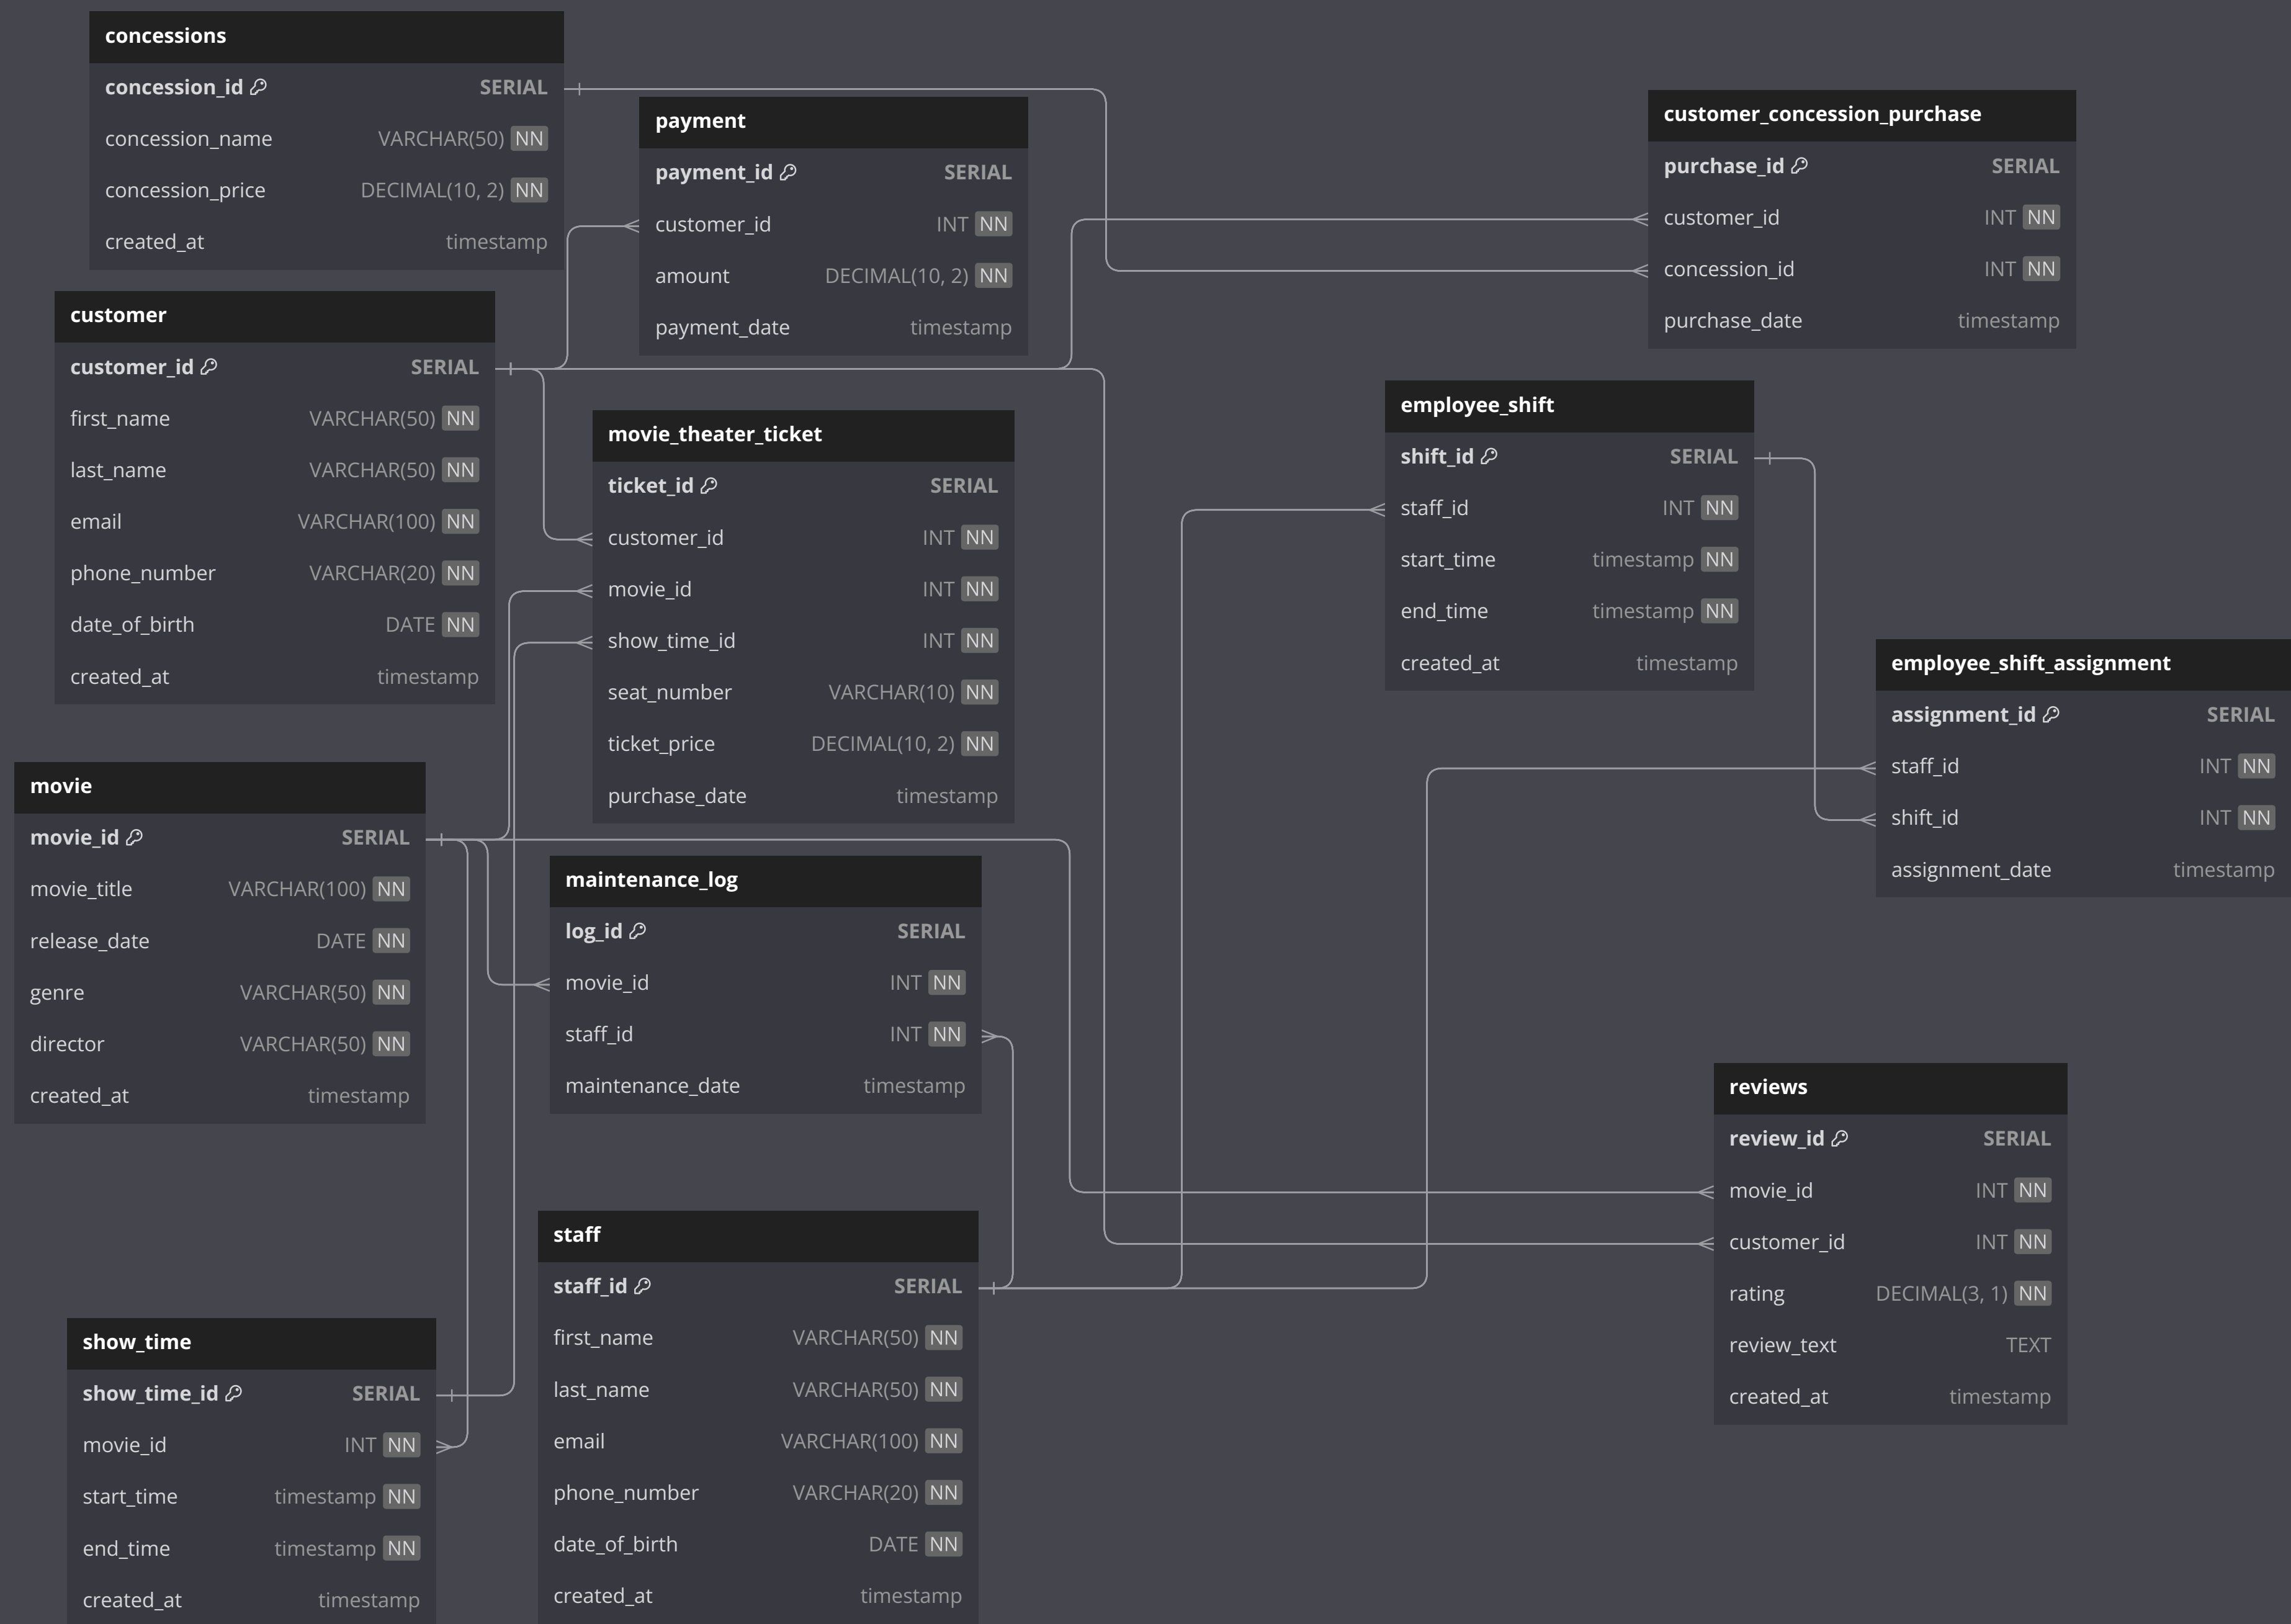 concessions
concession_id SERIAL
concession_name VARCHAR(50) NN
concession_price DECIMAL(10, 2) NN
created_at timestamp
payment
payment_id SERIAL
customer_id INT NN
amount DECIMAL(10, 2) NN
payment_date timestamp
customer_concession_purchase
purchase_id SERIAL
customer_id INT NN
concession_id INT NN
purchase_date timestamp
customer
customer_id SERIAL
first_name VARCHAR(50) NN
last_name VARCHAR(50) NN
email VARCHAR(100) NN
phone_number VARCHAR(20) NN
date_of_birth DATE NN
created_at timestamp
movie_theater_ticket
ticket_id SERIAL
customer_id INT NN
movie_id INT NN
show_time_id INT NN
seat_number VARCHAR(10) NN
ticket_price DECIMAL(10, 2) NN
purchase_date timestamp
employee_shift
shift_id SERIAL
staff_id INT NN
start_time timestamp NN
end_time timestamp NN
created_at timestamp
employee_shift_assignment
assignment_id SERIAL
staff_id INT NN
shift_id INT NN
assignment_date timestamp
movie
movie_id SERIAL
movie_title VARCHAR(100) NN
release_date DATE NN
genre VARCHAR(50) NN
director VARCHAR(50) NN
created_at timestamp
maintenance_log
log_id SERIAL
movie_id INT NN
staff_id INT NN
maintenance_date timestamp
reviews
review_id SERIAL
movie_id INT NN
customer_id INT NN
rating DECIMAL(3, 1) NN
review_text TEXT
created_at timestamp
staff
staff_id SERIAL
first_name VARCHAR(50) NN
last_name VARCHAR(50) NN
email VARCHAR(100) NN
phone_number VARCHAR(20) NN
date_of_birth DATE NN
created_at timestamp
show_time
show_time_id SERIAL
movie_id INT NN
start_time timestamp NN
end_time timestamp NN
created_at timestamp